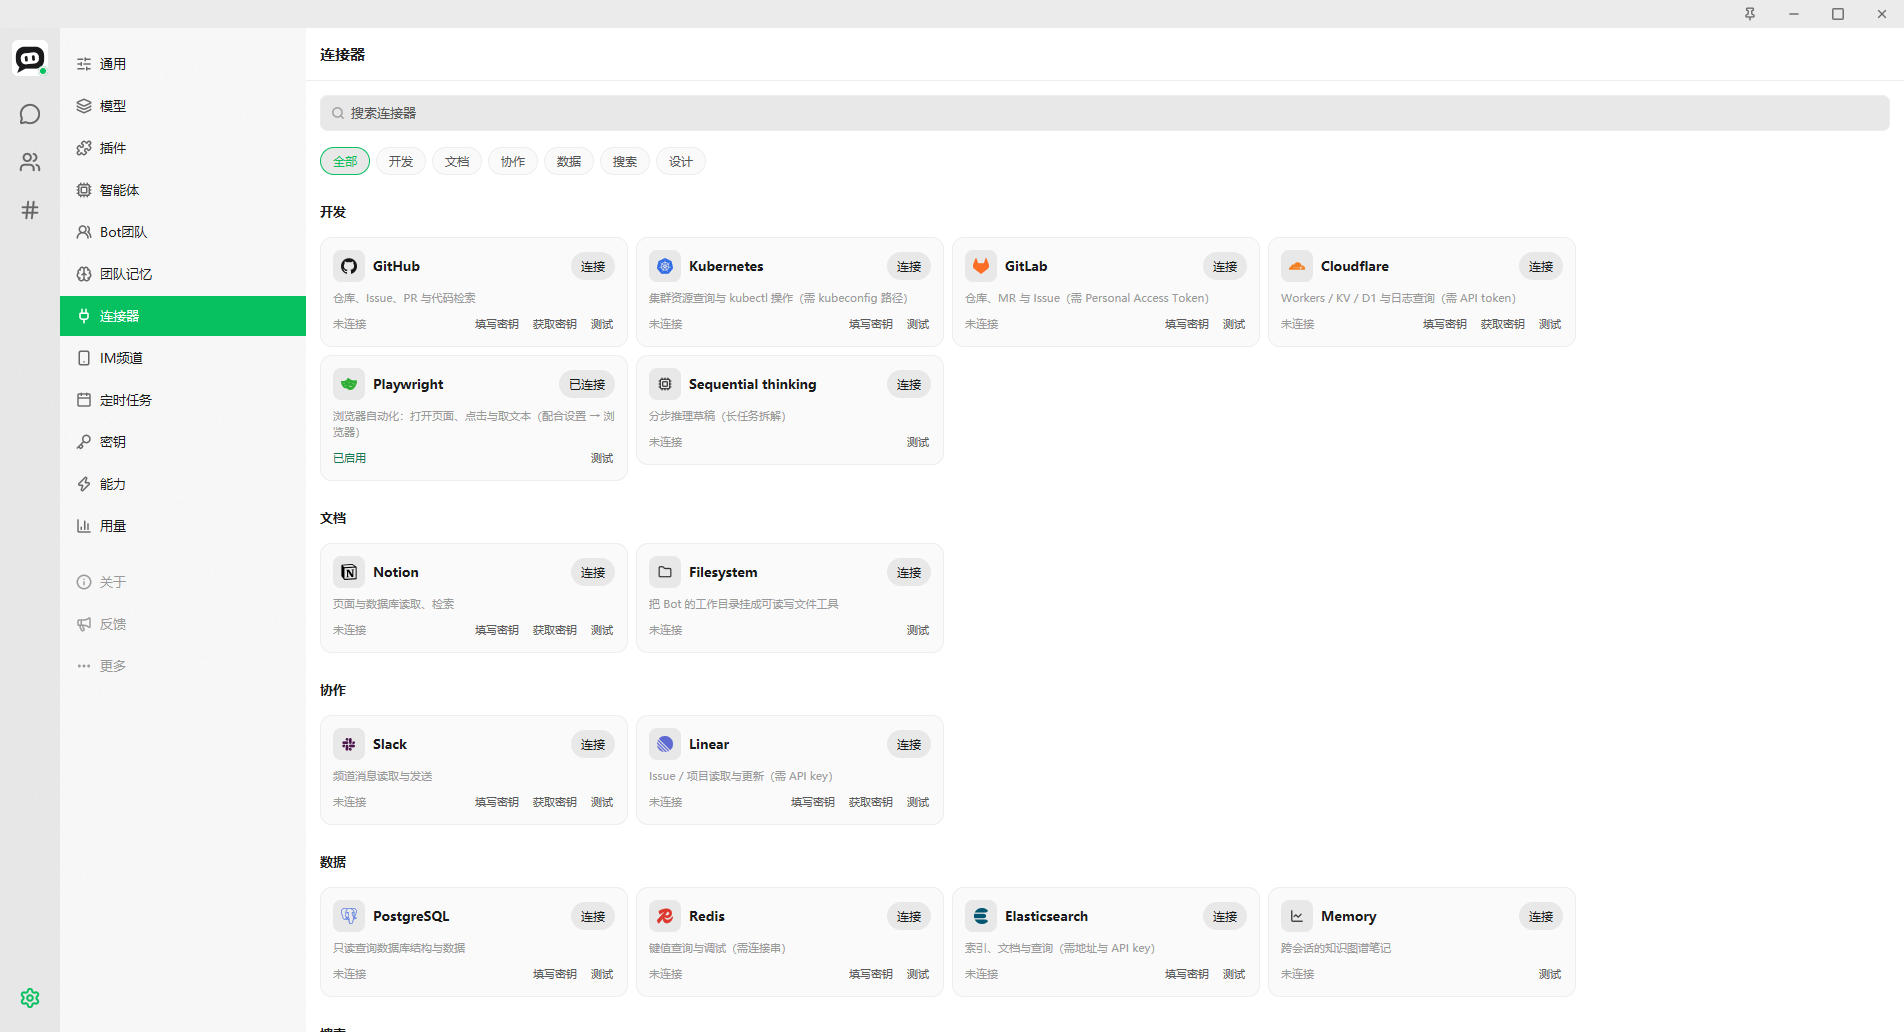 连接器
通用
模型
插件
智能体
Bot团队
团队记忆
连接器
IM频道
定时任务
密钥
能力
用量
关于
反馈
更多
搜索连接器
全部 开发 文档 协作 数据 搜索 设计
开发
GitHub 连接
仓库、Issue、PR 与代码检索
未连接 填写密钥 获取密钥 测试
Kubernetes 连接
集群资源查询与 kubectl 操作（需 kubeconfig 路径）
未连接 填写密钥 测试
GitLab 连接
仓库、MR 与 Issue（需 Personal Access Token）
未连接 填写密钥 测试
Cloudflare 连接
Workers / KV / D1 与日志查询（需 API token）
未连接 填写密钥 获取密钥 测试
Playwright 已连接
浏览器自动化：打开页面、点击与取文本（配合设置 → 浏
览器）
已启用 测试
Sequential thinking 连接
分步推理草稿（长任务拆解）
未连接 测试
文档
Notion 连接
页面与数据库读取、检索
未连接 填写密钥 获取密钥 测试
Filesystem 连接
把 Bot 的工作目录挂成可读写文件工具
未连接 测试
协作
Slack 连接
频道消息读取与发送
未连接 填写密钥 获取密钥 测试
Linear 连接
Issue / 项目读取与更新（需 API key）
未连接 填写密钥 获取密钥 测试
数据
PostgreSQL 连接
只读查询数据库结构与数据
未连接 填写密钥 测试
Redis 连接
键值查询与调试（需连接串）
未连接 填写密钥 测试
Elasticsearch 连接
索引、文档与查询（需地址与 API key）
未连接 填写密钥 测试
Memory 连接
跨会话的知识图谱笔记
未连接 测试